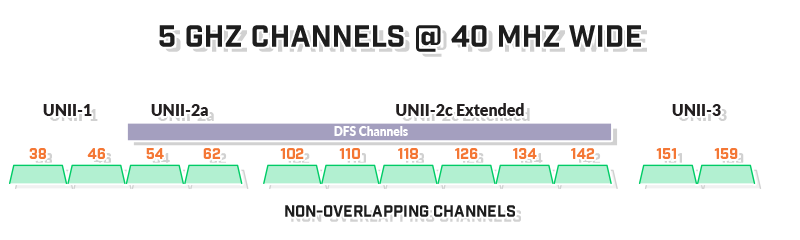 5 GHZ CHANNELS @ 40 MHZ WIDE
UNII-1 UNII-2a UNII-2c Extended UNII-3
DFS Channels
38 46 54 62 102 110 118 126 134 142 151 159
NON-OVERLAPPING CHANNELS